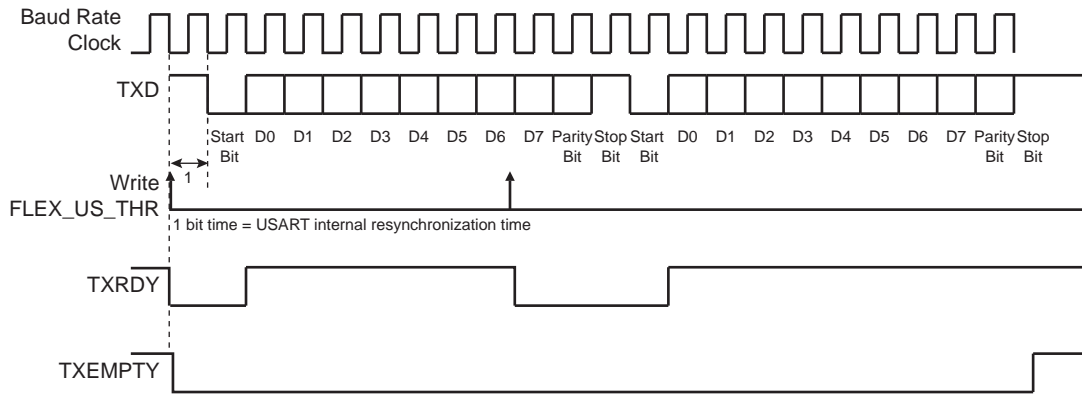 Baud Rate
Clock
TXD
Start D0 D1 D2 D3 D4 D5 D6 D7 Parity Stop Start D0 D1 D2 D3 D4 D5 D6 D7 Parity Stop
Bit Bit Bit Bit Bit Bit
1
Write
FLEX_US_THR
1 bit time = USART internal resynchronization time
TXRDY
TXEMPTY